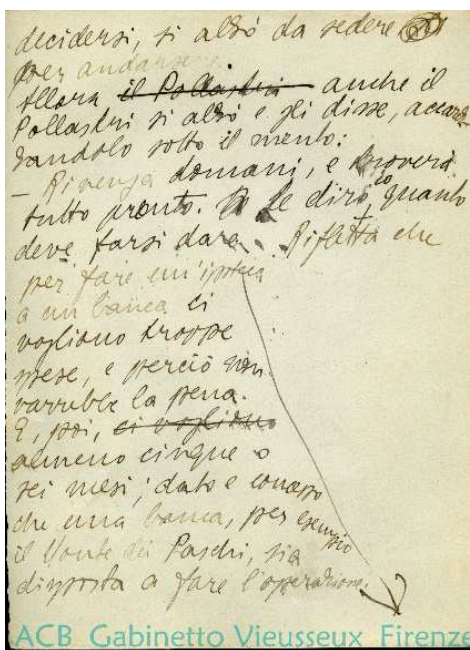 decidersi, si alzò da sedere
per andarsene.
Allora il Pollastri anche il
Pollastri si alzò e gli disse, accarez-
zandolo sotto il mento:
– Rivenga domani, e troverà
tutto pronto. Io le dirò quanto
deve farsi dare. Rifletta che
per fare un'ipoteca
a un banca ci
vogliono troppe
spese, e perciò non
varrebbe la pena.
E, poi, ci vogliono
almeno cinque o
sei mesi; dato e concesso
che una banca, per esempio
il Monte dei Paschi, sia
disposta a fare l'operazione.
ACB Gabinetto Vieusseux Firenze